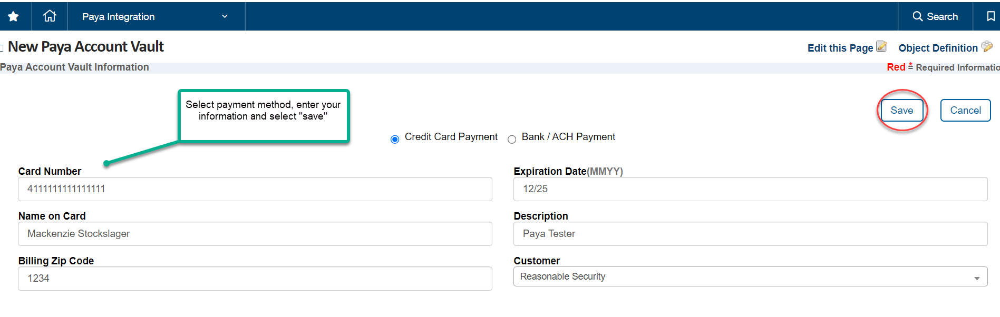 Paya Integration
Search
New Paya Account Vault
Edit this Page
Object Definition
Paya Account Vault Information
Red * = Required Informatio
Select payment method, enter your
information and select "save"
Save
Cancel
Credit Card Payment
Bank / ACH Payment
Card Number
Expiration Date(MMYY)
4111111111111111
12/25
Name on Card
Description
Mackenzie Stockslager
Paya Tester
Billing Zip Code
Customer
1234
Reasonable Security